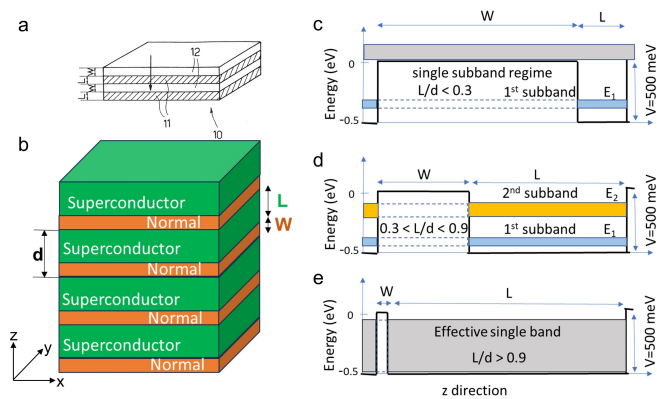 a
12
W
L
W
L
11
10
b
Superconductor
Normal
Superconductor
Normal
Superconductor
Normal
Superconductor
Normal
L
W
d
z
y
x
c
W
L
Energy (eV)
0
−0.5
single subband regime
L/d < 0.3
1st subband
E1
V=500 meV
d
W
L
Energy (eV)
0
−0.5
2nd subband
E2
0.3 < L/d < 0.9
1st subband
E1
V=500 meV
e
W
L
Energy (eV)
0
−0.5
Effective single band
L/d > 0.9
V=500 meV
z direction